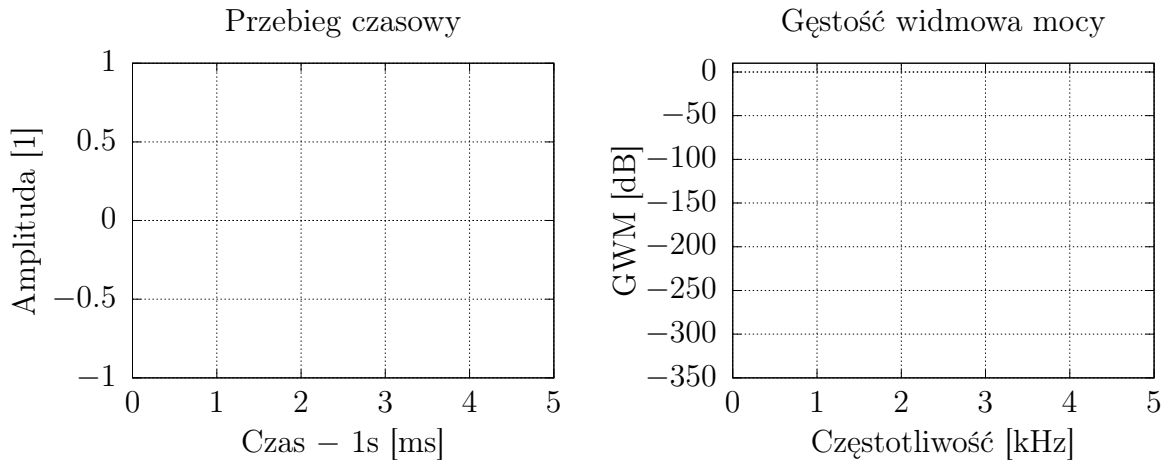 Przebieg czasowy
Amplituda [1]
1
0.5
0
−0.5
−1
0 1 2 3 4 5
Czas − 1s [ms]
Gęstość widmowa mocy
GWM [dB]
0
−50
−100
−150
−200
−250
−300
−350
0 1 2 3 4 5
Częstotliwość [kHz]